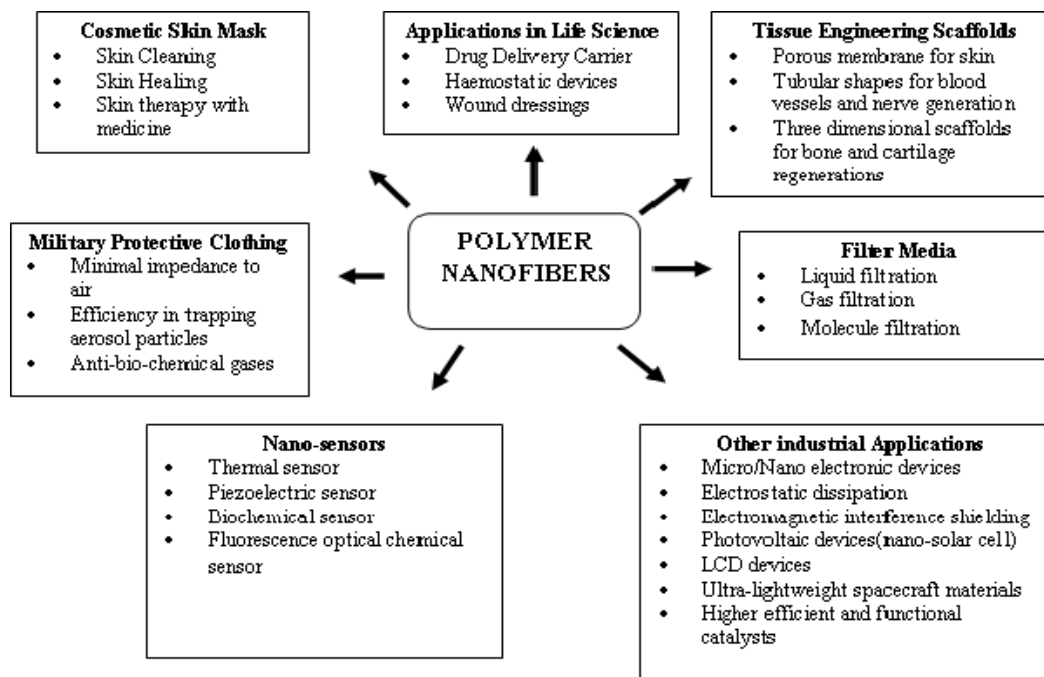 Cosmetic Skin Mask
• Skin Cleaning
• Skin Healing
• Skin therapy with
medicine
Applications in Life Science
• Drug Delivery Carrier
• Haemostatic devices
• Wound dressings
Tissue Engineering Scaffolds
• Porous membrane for skin
• Tubular shapes for blood
vessels and nerve generation
• Three dimensional scaffolds
for bone and cartilage
regenerations
Military Protective Clothing
• Minimal impedance to
air
• Efficiency in trapping
aerosol particles
• Anti-bio-chemical gases
POLYMER
NANOFIBERS
Filter Media
• Liquid filtration
• Gas filtration
• Molecule filtration
Nano-sensors
• Thermal sensor
• Piezoelectric sensor
• Biochemical sensor
• Fluorescence optical chemical
sensor
Other industrial Applications
• Micro/Nano electronic devices
• Electrostatic dissipation
• Electromagnetic interference shielding
• Photovoltaic devices(nano-solar cell)
• LCD devices
• Ultra-lightweight spacecraft materials
• Higher efficient and functional
catalysts